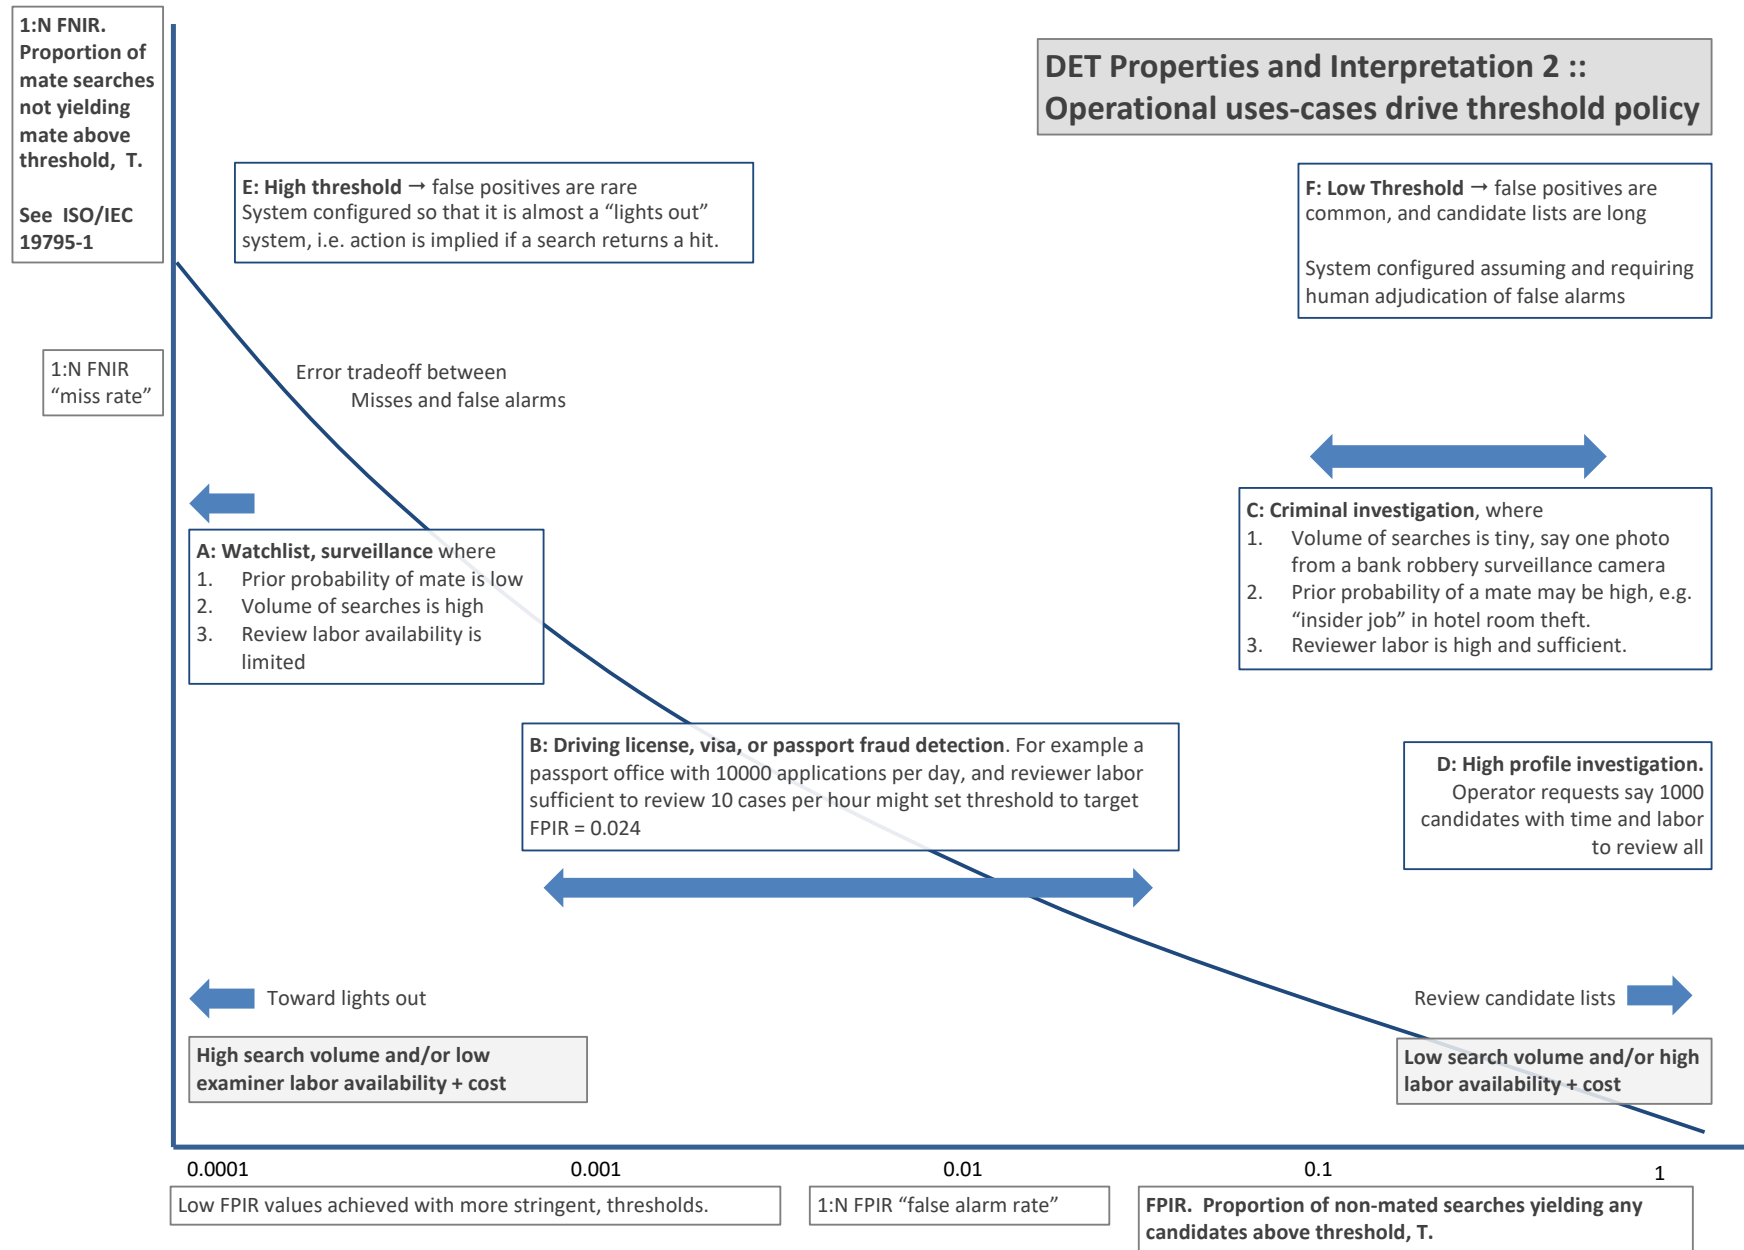 1:N FNIR.
Proportion of
mate searches
not yielding
mate above
threshold, T.
See ISO/IEC
19795-1
DET Properties and Interpretation 2 ::
Operational uses-cases drive threshold policy
E: High threshold → false positives are rare
System configured so that it is almost a “lights out”
system, i.e. action is implied if a search returns a hit.
F: Low Threshold → false positives are
common, and candidate lists are long
System configured assuming and requiring
human adjudication of false alarms
1:N FNIR
“miss rate”
Error tradeoff between
Misses and false alarms
A: Watchlist, surveillance where
1. Prior probability of mate is low
2. Volume of searches is high
3. Review labor availability is
limited
C: Criminal investigation, where
1. Volume of searches is tiny, say one photo
from a bank robbery surveillance camera
2. Prior probability of a mate may be high, e.g.
“insider job” in hotel room theft.
3. Reviewer labor is high and sufficient.
B: Driving license, visa, or passport fraud detection. For example a
passport office with 10000 applications per day, and reviewer labor
sufficient to review 10 cases per hour might set threshold to target
FPIR = 0.024
D: High profile investigation.
Operator requests say 1000
candidates with time and labor
to review all
Toward lights out
Review candidate lists
High search volume and/or low
examiner labor availability + cost
Low search volume and/or high
labor availability + cost
0.0001 0.001 0.01 0.1 1
Low FPIR values achieved with more stringent, thresholds.
1:N FPIR “false alarm rate”
FPIR. Proportion of non-mated searches yielding any
candidates above threshold, T.